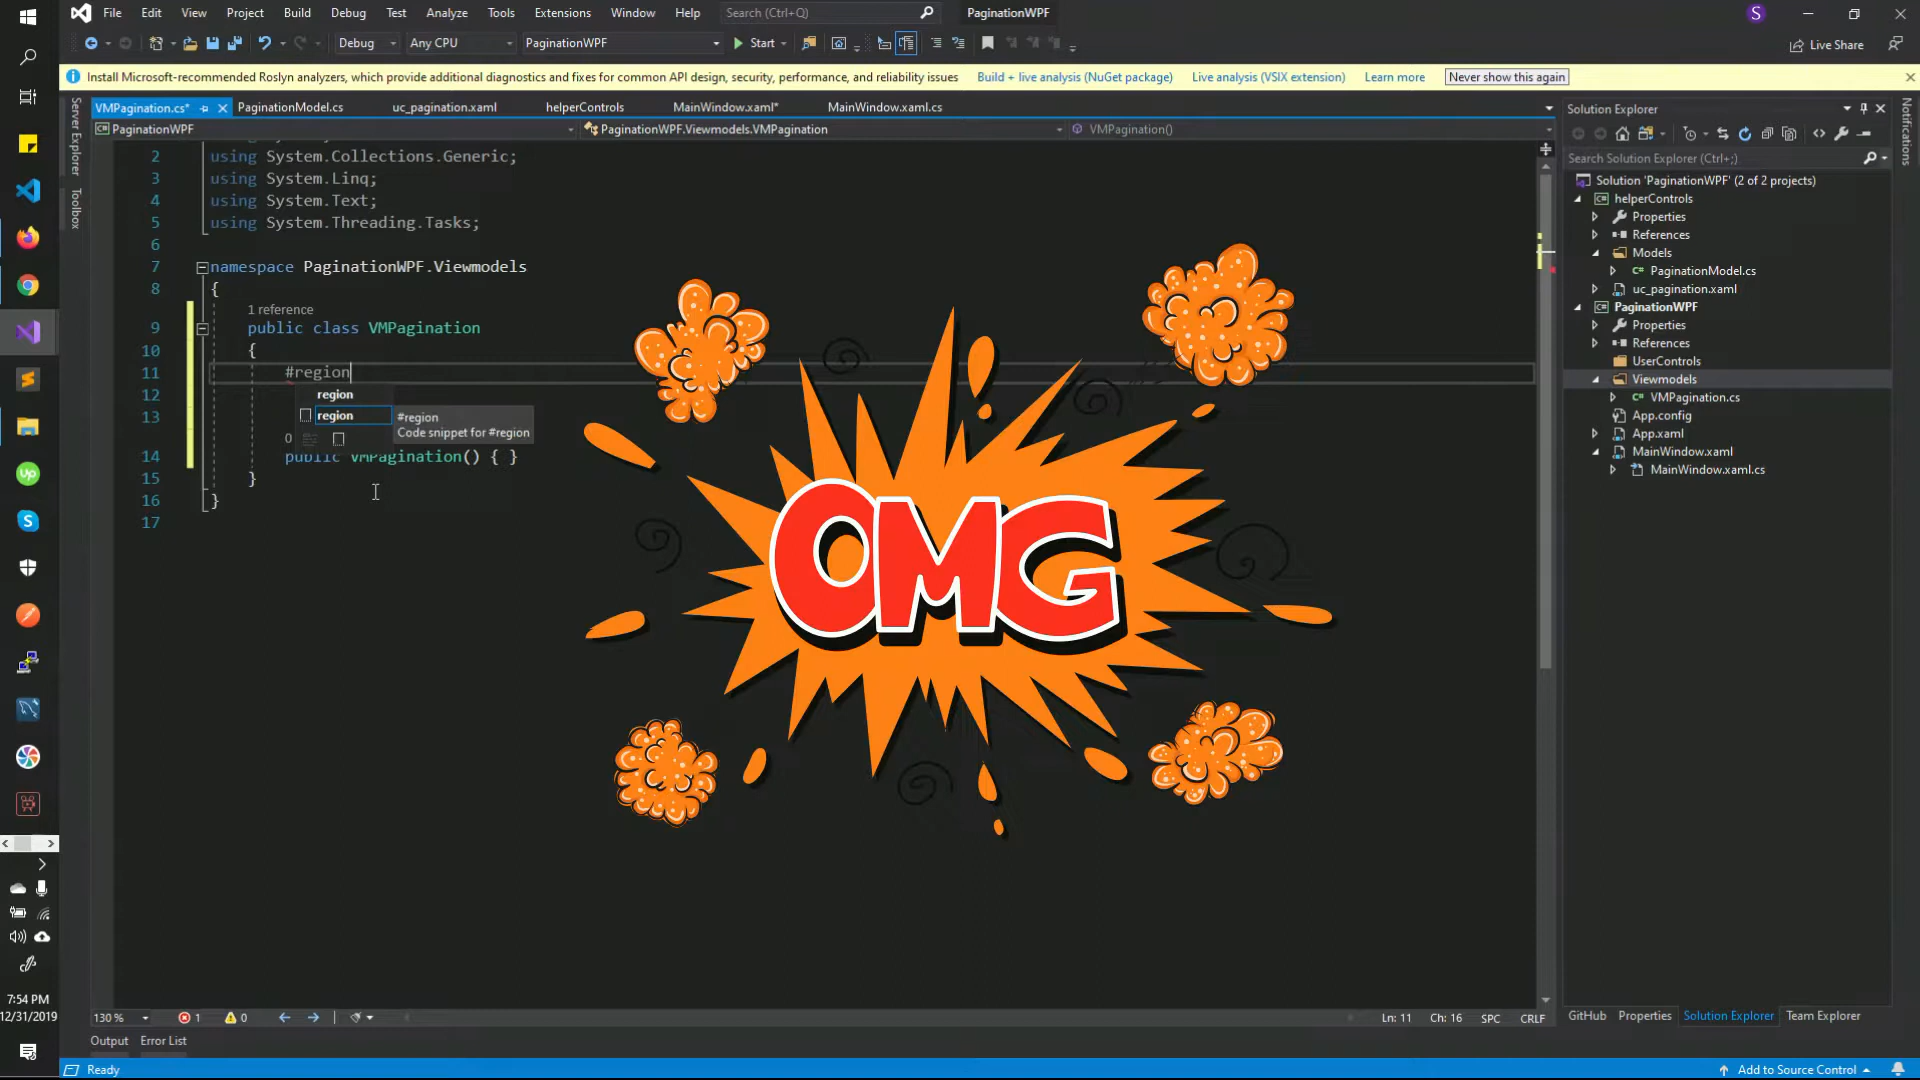 File Edit View Project Build Debug Test Analyze Tools Extensions Window Help Search (Ctrl+Q) PaginationWPF S
Debug Any CPU PaginationWPF Start Live Share
Install Microsoft-recommended Roslyn analyzers, which provide additional diagnostics and fixes for common API design, security, performance, and reliability issues Build + live analysis (NuGet package) Live analysis (VSIX extension) Learn more Never show this again
Server Explorer
Toolbox
VMPagination.cs* PaginationModel.cs uc_pagination.xaml helperControls MainWindow.xaml* MainWindow.xaml.cs
PaginationWPF PaginationWPF.Viewmodels.VMPagination VMPagination()
2 using System.Collections.Generic;
3 using System.Linq;
4 using System.Text;
5 using System.Threading.Tasks;
6
7 namespace PaginationWPF.Viewmodels
8 {
1 reference
9 public class VMPagination
10 {
11 #region
12 region
13 region
#region
Code snippet for #region
0
14 public VMPagination() { }
15 }
16 }
17
OMG
Solution Explorer
Search Solution Explorer (Ctrl+;)
Solution 'PaginationWPF' (2 of 2 projects)
helperControls
Properties
References
Models
PaginationModel.cs
uc_pagination.xaml
PaginationWPF
Properties
References
UserControls
Viewmodels
VMPagination.cs
App.config
App.xaml
MainWindow.xaml
MainWindow.xaml.cs
Notifications
130 % 1 0 Ln: 11 Ch: 16 SPC CRLF
GitHub Properties Solution Explorer Team Explorer
Output Error List
Ready Add to Source Control
Up
7:54 PM
12/31/2019